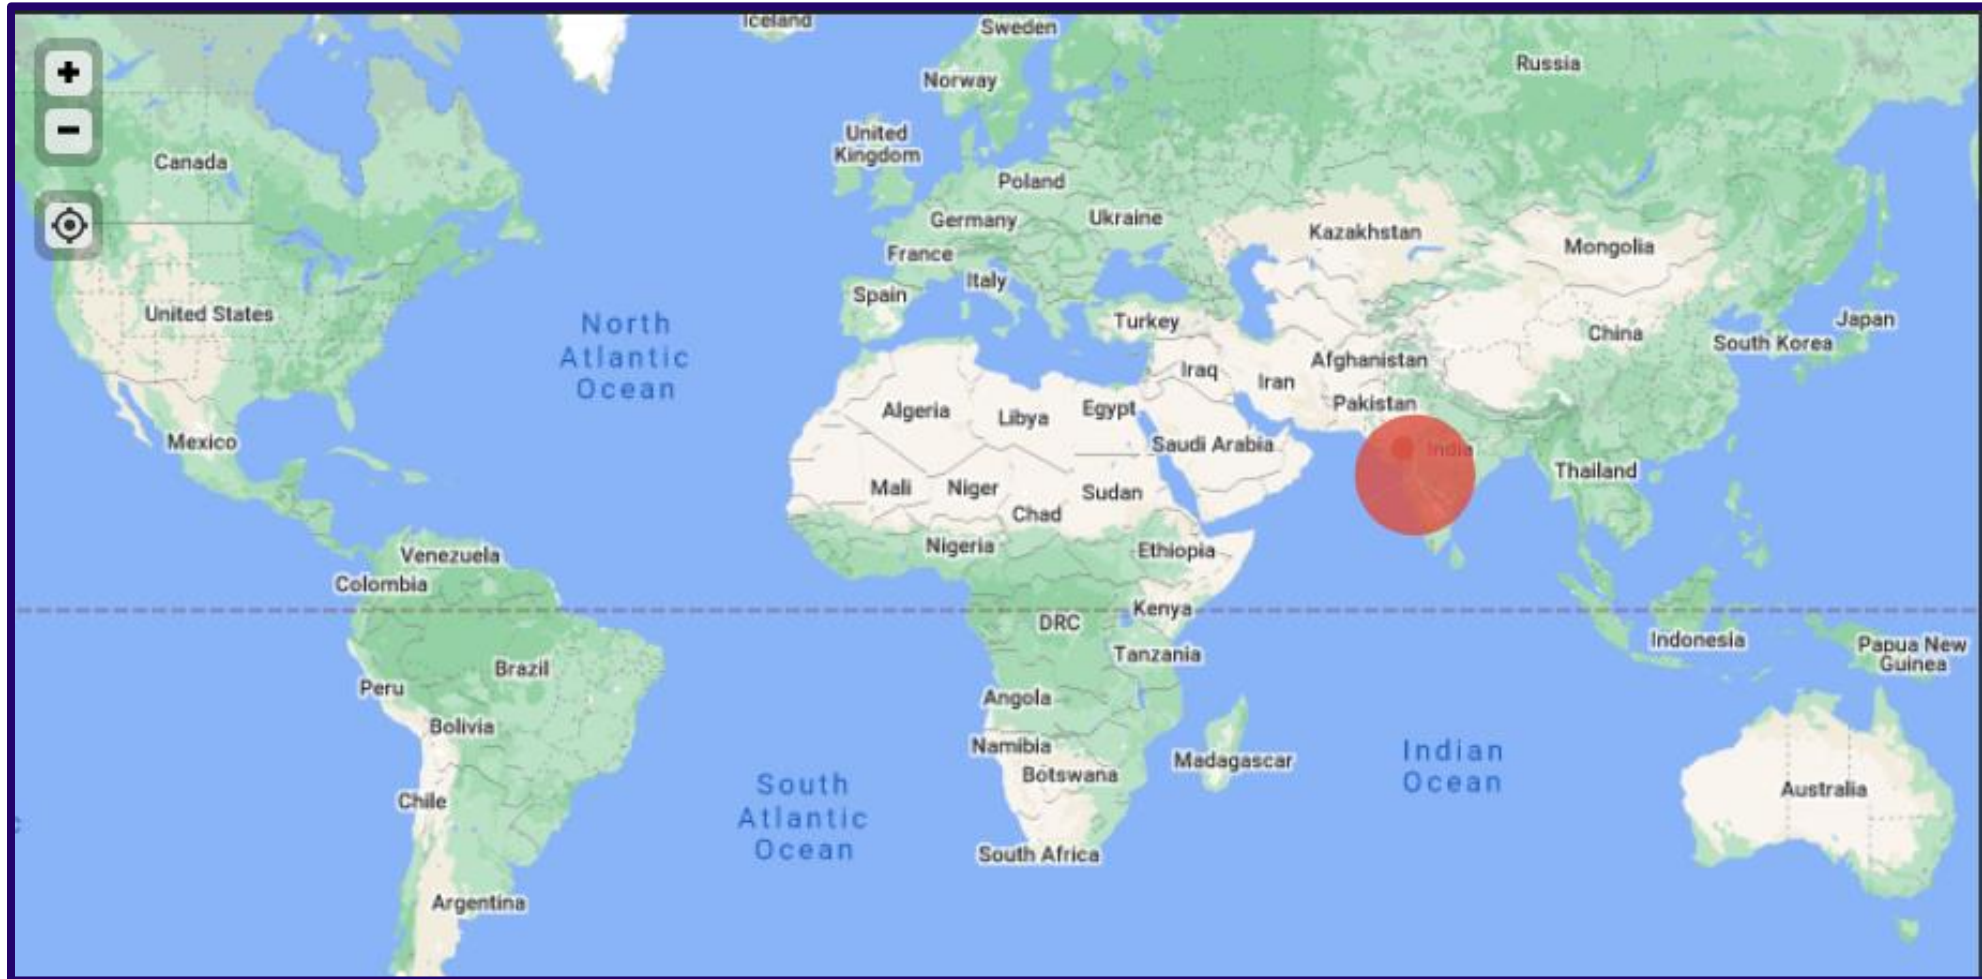 Iceland
Sweden
Norway
Russia
United
Kingdom
Canada
Poland
Germany
Ukraine
Kazakhstan
Mongolia
France
Italy
Spain
United States
North
Atlantic
Ocean
Turkey
Japan
China
South Korea
Afghanistan
Iraq
Iran
Pakistan
Algeria
Libya
Egypt
Mexico
Saudi Arabia
India
Thailand
Mali
Niger
Sudan
Chad
Nigeria
Ethiopia
Venezuela
Colombia
Kenya
DRC
Indonesia
Papua New
Guinea
Tanzania
Brazil
Peru
Angola
Bolivia
Namibia
Madagascar
Indian
Ocean
Botswana
South
Atlantic
Ocean
Chile
Australia
South Africa
Argentina